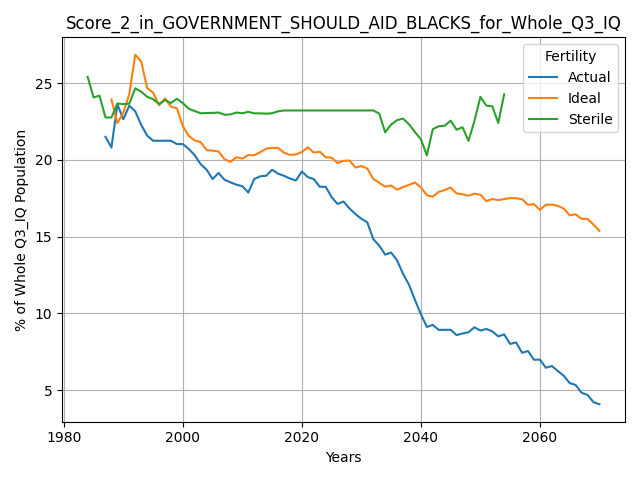 Score_2_in_GOVERNMENT_SHOULD_AID_BLACKS_for_Whole_Q3_IQ
Fertility
Actual
Ideal
Sterile
% of Whole Q3_IQ Population
25
20
15
10
5
1980
2000
2020
2040
2060
Years